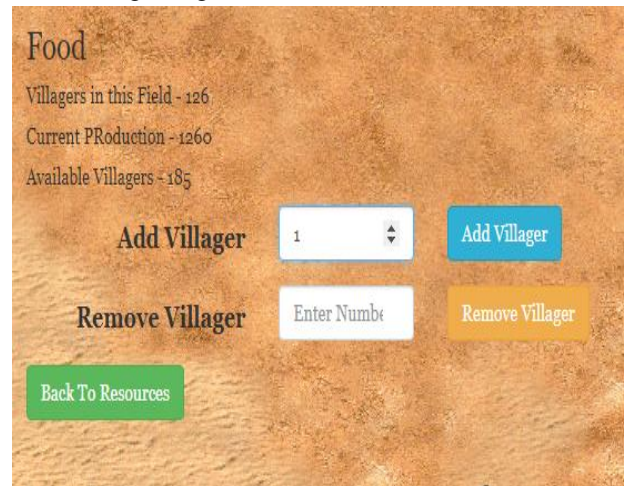 Food
Villagers in this Field - 126
Current PRoduction - 1260
Available Villagers - 185
Add Villager 1 Add Villager
Remove Villager Enter Numbe Remove Villager
Back To Resources